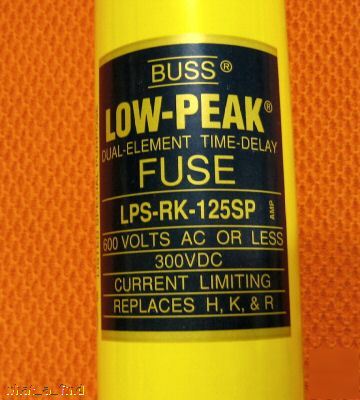 BUSS®
LOW-PEAK®
DUAL-ELEMENT TIME-DELAY
FUSE
LPS-RK-125SP AMP
600 VOLTS AC OR LESS
300VDC
CURRENT LIMITING
REPLACES H, K, & R
what_a_find